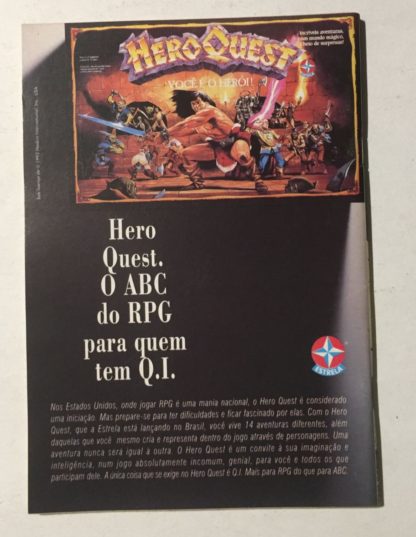 HEROQUEST
VOCÊ É O HERÓI!
Incríveis aventuras,
num mundo mágico,
cheio de surpresas!
Hero
Quest.
O ABC
do RPG
para quem
tem Q.I.
ESTRELA
Nos Estados Unidos, onde jogar RPG é uma mania nacional, o Hero Quest é considerado
uma iniciação. Mas prepare-se para ter dificuldades e ficar fascinado por elas. Com o Hero
Quest, que a Estrela está lançando no Brasil, você vive 14 aventuras diferentes, além
daquelas que você mesmo cria e representa dentro do jogo através de personagens. Uma
aventura nunca será igual a outra. O Hero Quest é um convite à sua imaginação e
inteligência, num jogo absolutamente incomum, genial, para você e todos os que
participam dele. A única coisa que se exige no Hero Quest é Q.I. Mais para RPG do que para ABC.